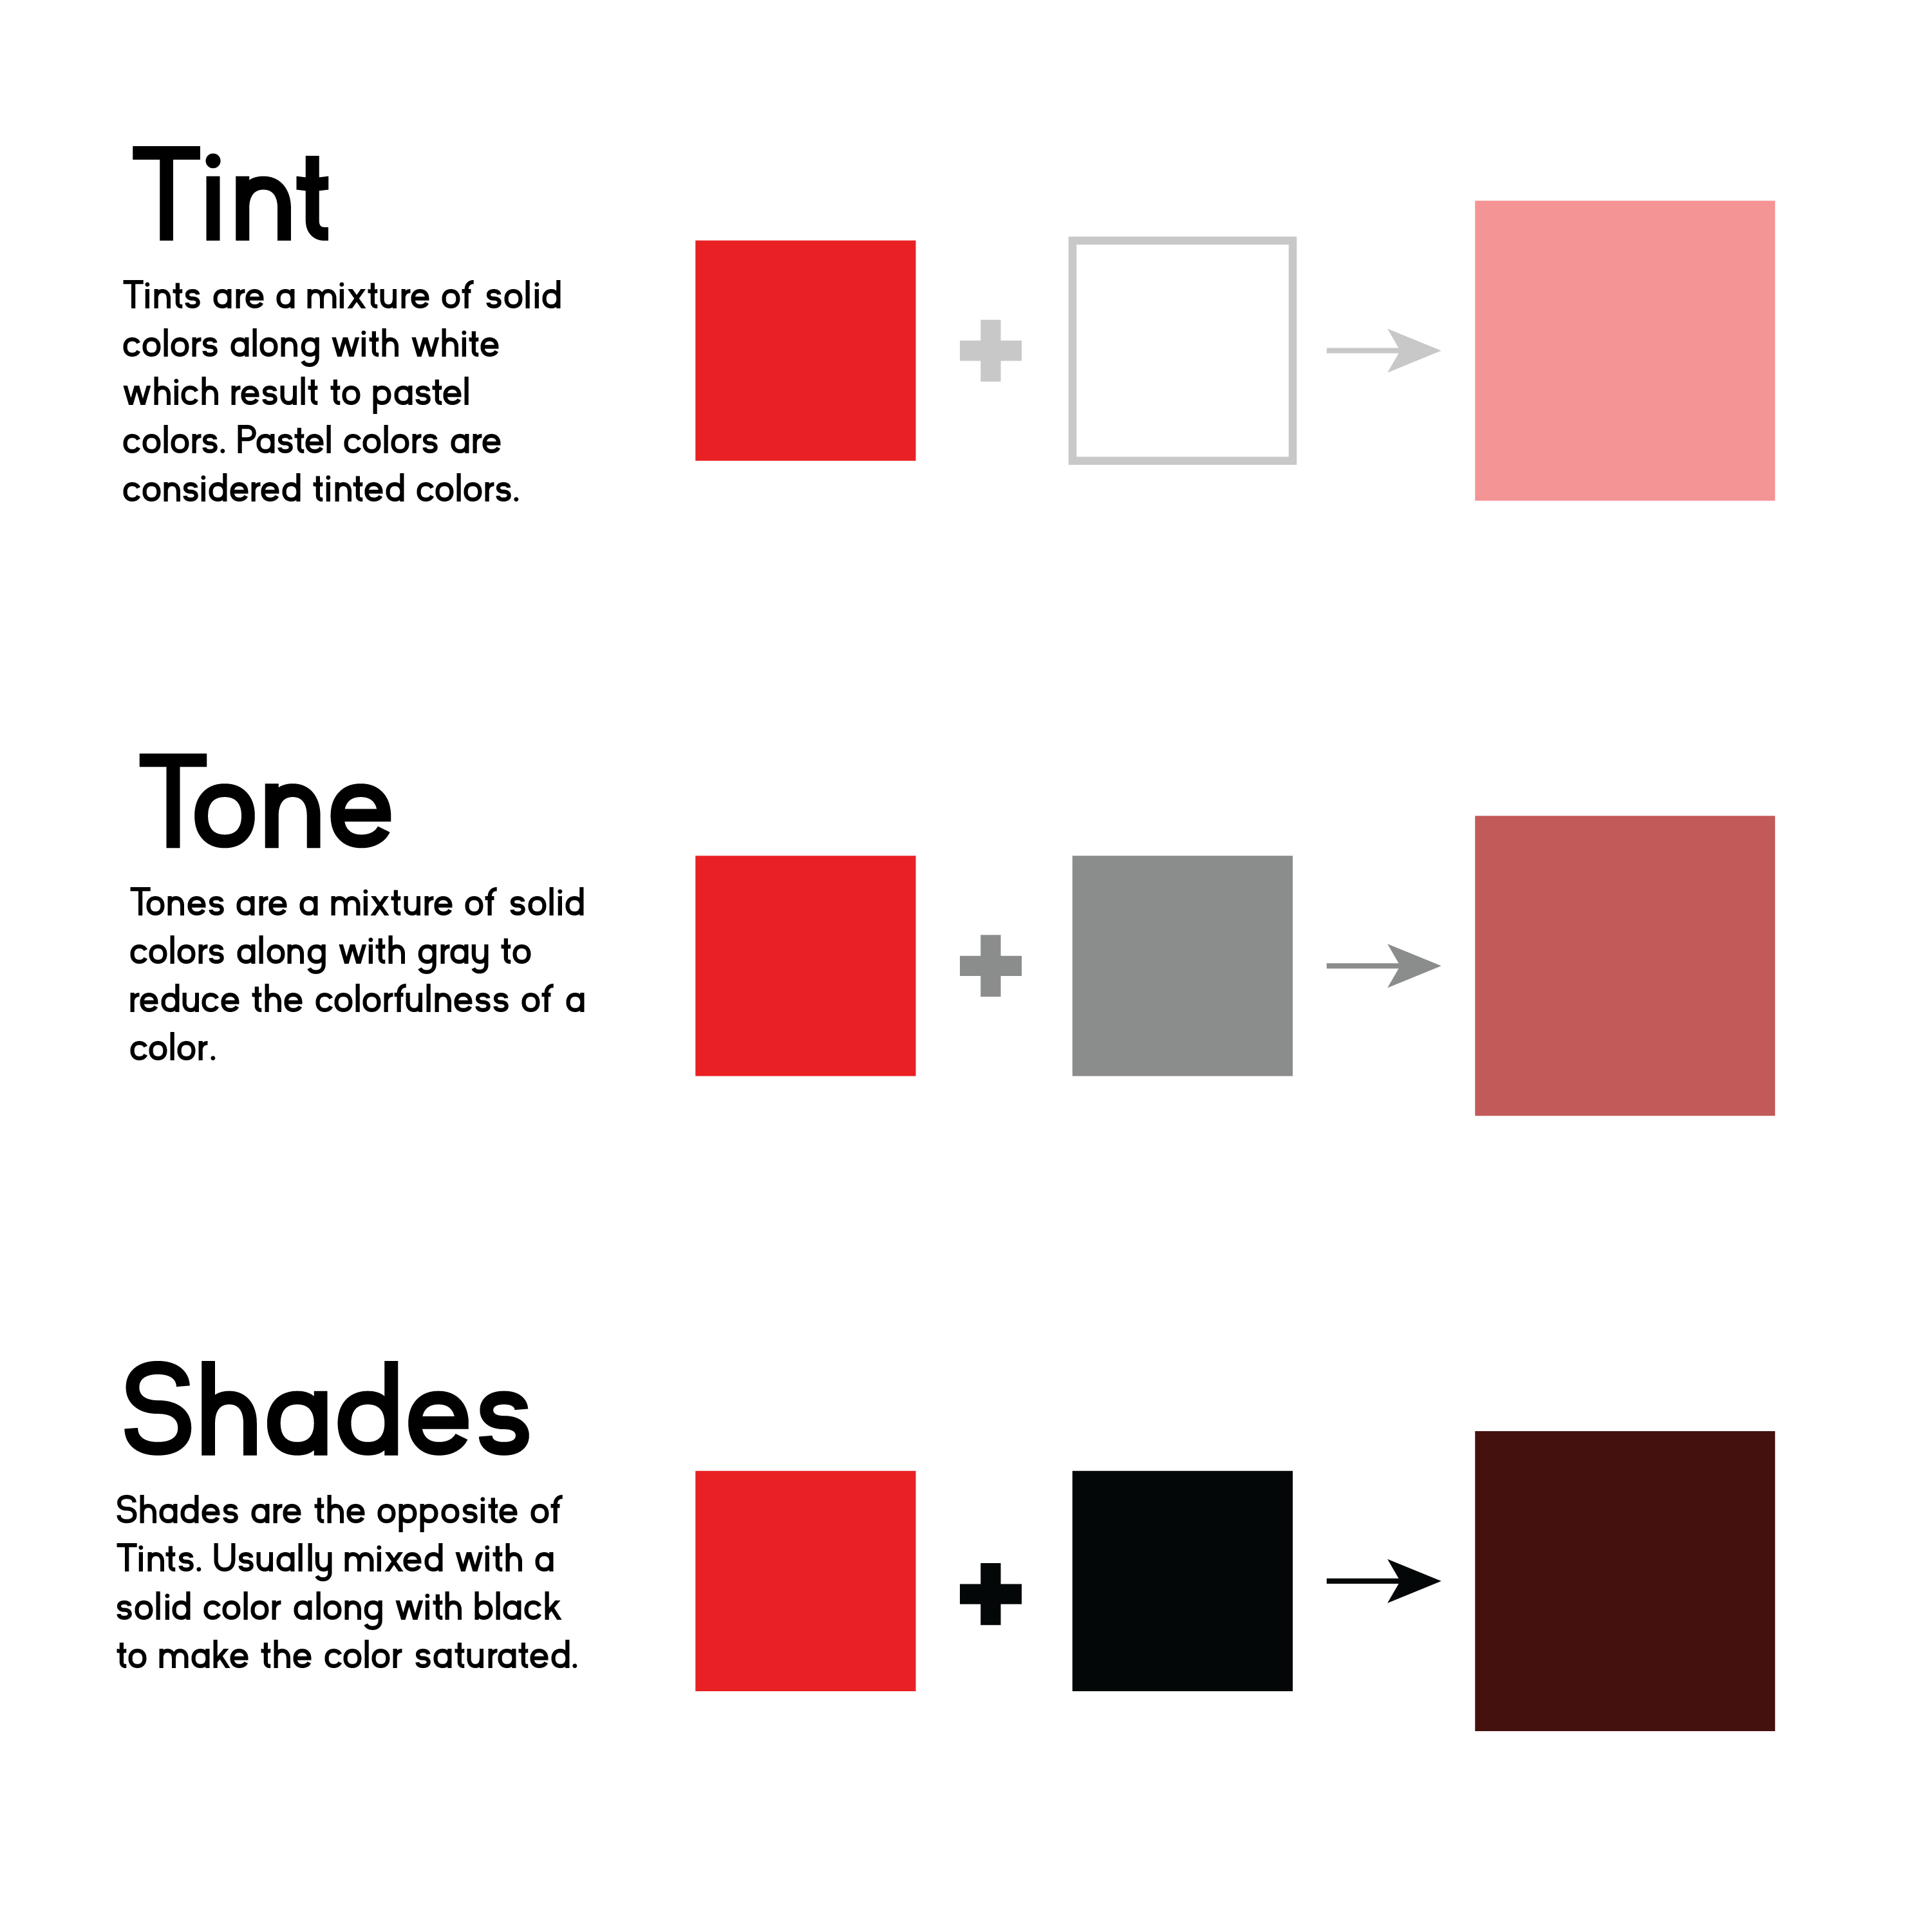 Tint
Tints are a mixture of solid
colors along with white
which result to pastel
colors. Pastel colors are
considered tinted colors.
Tone
Tones are a mixture of solid
colors along with gray to
reduce the colorfulness of a
color.
Shades
Shades are the opposite of
Tints. Usually mixed with a
solid color along with black
to make the color saturated.